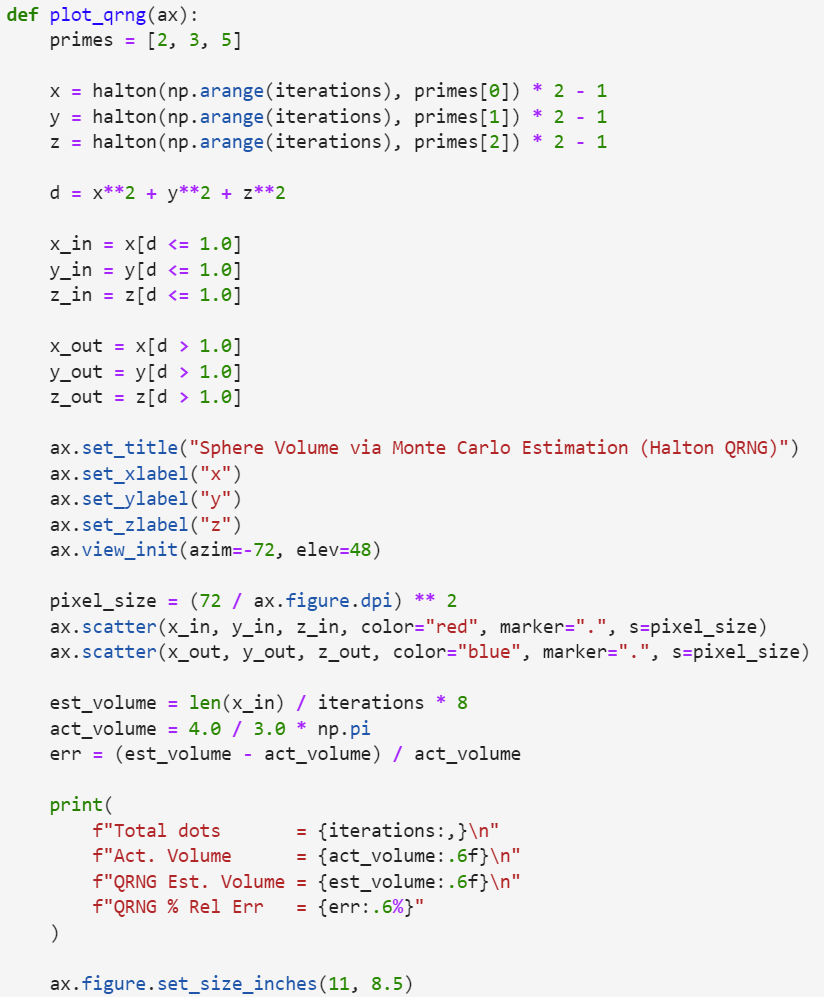 def plot_qrng(ax):
    primes = [2, 3, 5]

    x = halton(np.arange(iterations), primes[0]) * 2 - 1
    y = halton(np.arange(iterations), primes[1]) * 2 - 1
    z = halton(np.arange(iterations), primes[2]) * 2 - 1

    d = x**2 + y**2 + z**2

    x_in = x[d <= 1.0]
    y_in = y[d <= 1.0]
    z_in = z[d <= 1.0]

    x_out = x[d > 1.0]
    y_out = y[d > 1.0]
    z_out = z[d > 1.0]

    ax.set_title("Sphere Volume via Monte Carlo Estimation (Halton QRNG)")
    ax.set_xlabel("x")
    ax.set_ylabel("y")
    ax.set_zlabel("z")
    ax.view_init(azim=-72, elev=48)

    pixel_size = (72 / ax.figure.dpi) ** 2
    ax.scatter(x_in, y_in, z_in, color="red", marker=".", s=pixel_size)
    ax.scatter(x_out, y_out, z_out, color="blue", marker=".", s=pixel_size)

    est_volume = len(x_in) / iterations * 8
    act_volume = 4.0 / 3.0 * np.pi
    err = (est_volume - act_volume) / act_volume

    print(
        f"Total dots       = {iterations:,}\n"
        f"Act. Volume      = {act_volume:.6f}\n"
        f"QRNG Est. Volume = {est_volume:.6f}\n"
        f"QRNG % Rel Err   = {err:.6%}"
    )

    ax.figure.set_size_inches(11, 8.5)